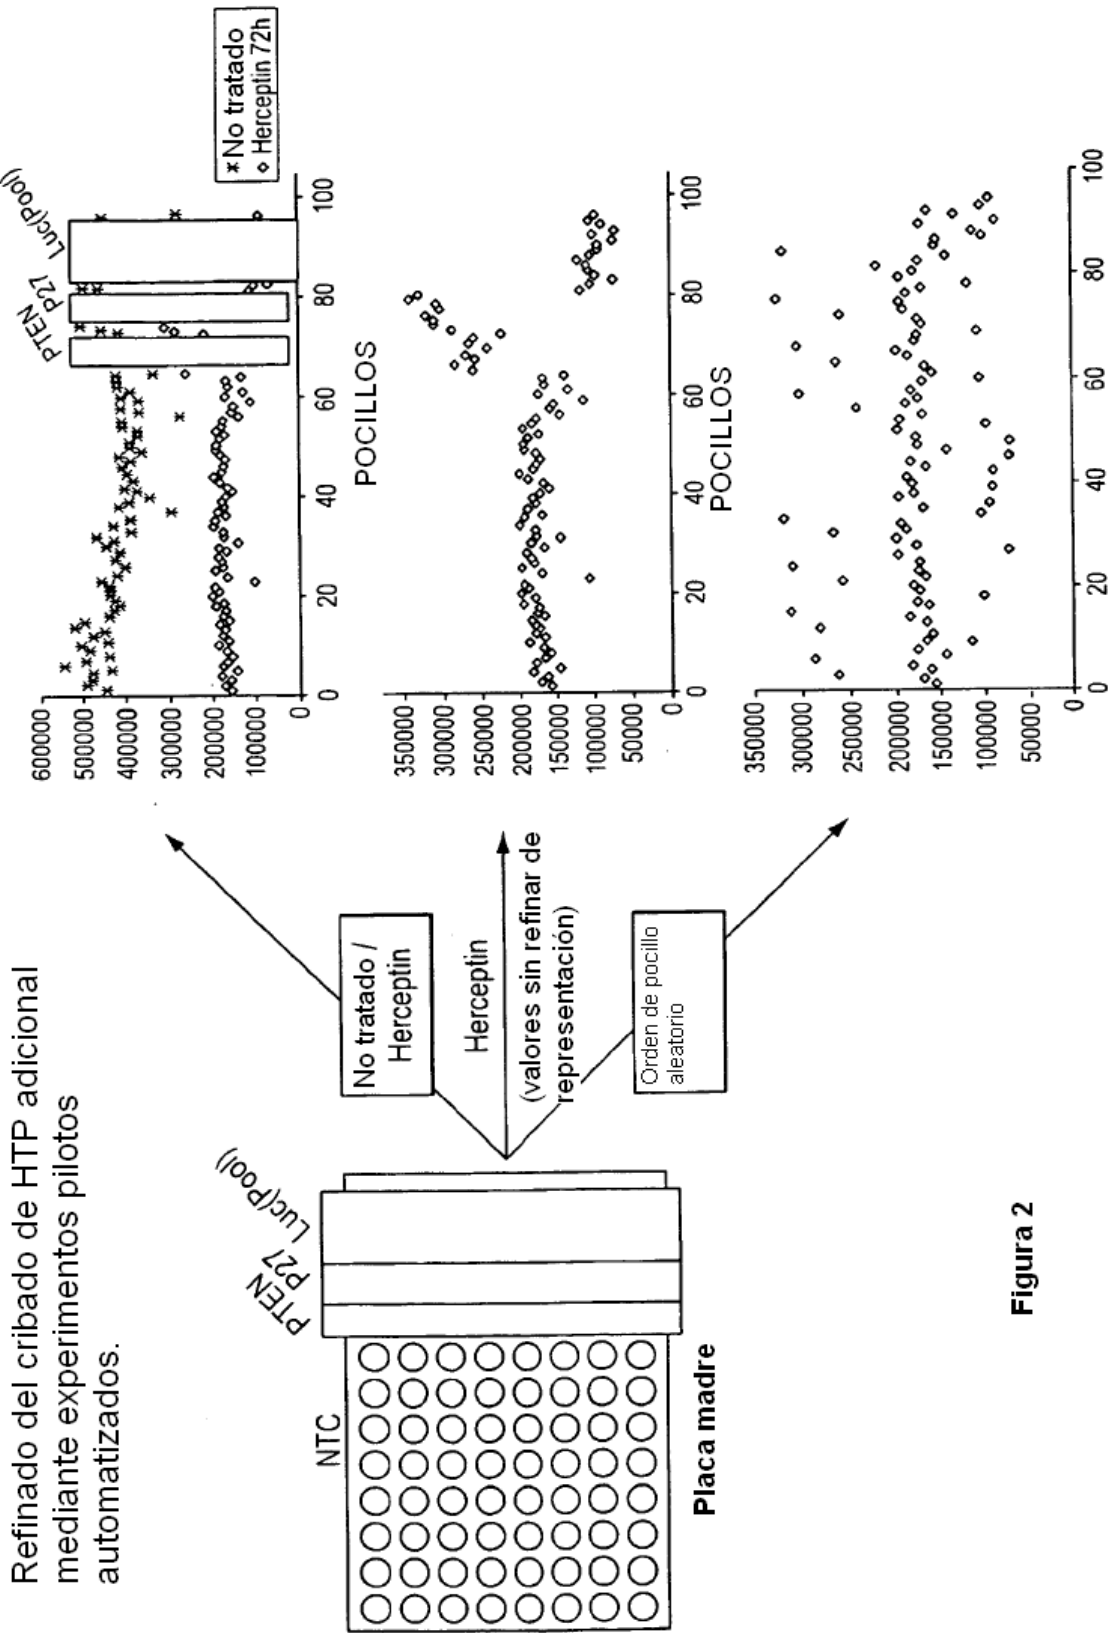 Refinado del cribado de HTP adicional
mediante experimentos pilotos
automatizados.
NTC
PTEN
P27
Luc(Pool)
Placa madre
No tratado /
Herceptin
Herceptin
(valores sin refinar de
representación)
Orden de pocillo
aleatorio
600000
500000
400000
300000
200000
100000
0
0
20
40
60
80
100
PTEN
P27
Luc(Pool)
No tratado
Herceptin 72h
POCILLOS
350000
300000
250000
200000
150000
100000
500000
0
0
20
40
60
80
100
POCILLOS
350000
300000
250000
200000
150000
100000
50000
0
0
20
40
60
80
100
Figura 2